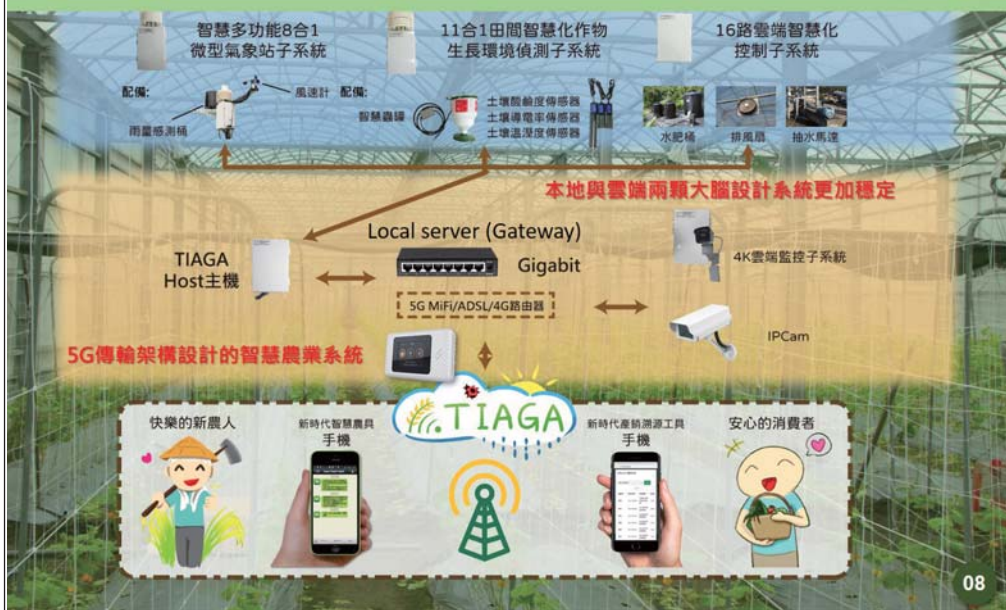 智慧多功能8合1
微型氣象站子系統
11合1田間智慧化作物
生長環境偵測子系統
16路雲端智慧化
控制子系統
配備:
風速計
雨量感測桶
配備:
智慧蟲罐
土壤酸鹼度傳感器
土壤導電率傳感器
土壤溫溼度傳感器
水肥桶
排風扇
抽水馬達
本地與雲端兩顆大腦設計系統更加穩定
TIAGA
Host主機
Local server (Gateway)
Gigabit
4K雲端監控子系統
5G MiFi/ADSL/4G路由器
IPCam
5G傳輸架構設計的智慧農業系統
TIAGA
快樂的新農人
新時代智慧農具
手機
新時代產銷溯源工具
手機
安心的消費者
08